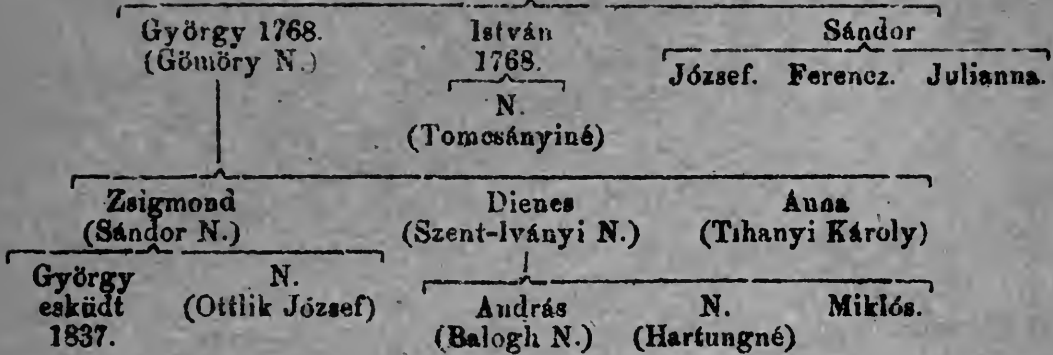 György 1768. István Sándor
(Gömöry N.) 1768. József. Ferencz. Julianna.
N.
(Tomcsányiné)
Zsigmond Dienes Anna
(Sándor N.) (Szent-Iványi N.) (Tihanyi Károly)
György N.
esküdt (Ottlik József) András N. Miklós.
1837. (Balogh N.) (Hartungné)